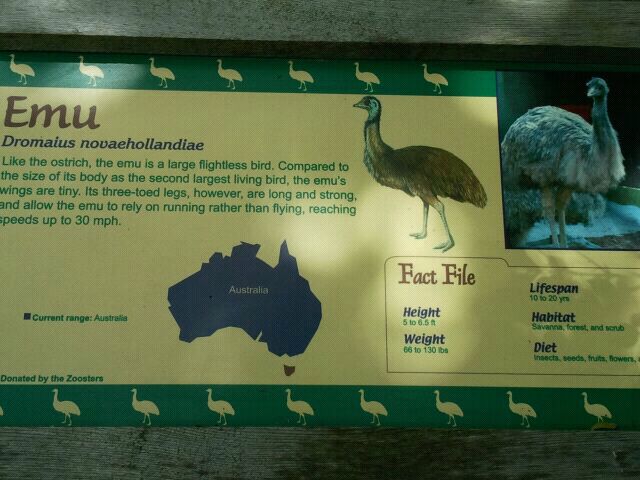 Emu
Dromaius novaehollandiae
Like the ostrich, the emu is a large flightless bird. Compared to
the size of its body as the second largest living bird, the emu's
wings are tiny. Its three-toed legs, however, are long and strong,
and allow the emu to rely on running rather than flying, reaching
speeds up to 30 mph.
Australia
Current range: Australia
Donated by the Zoosters
Fact File
Height
5 to 6.5 ft
Weight
66 to 130 lbs
Lifespan
10 to 20 yrs
Habitat
Savanna, forest, and scrub
Diet
Insects, seeds, fruits, flowers,